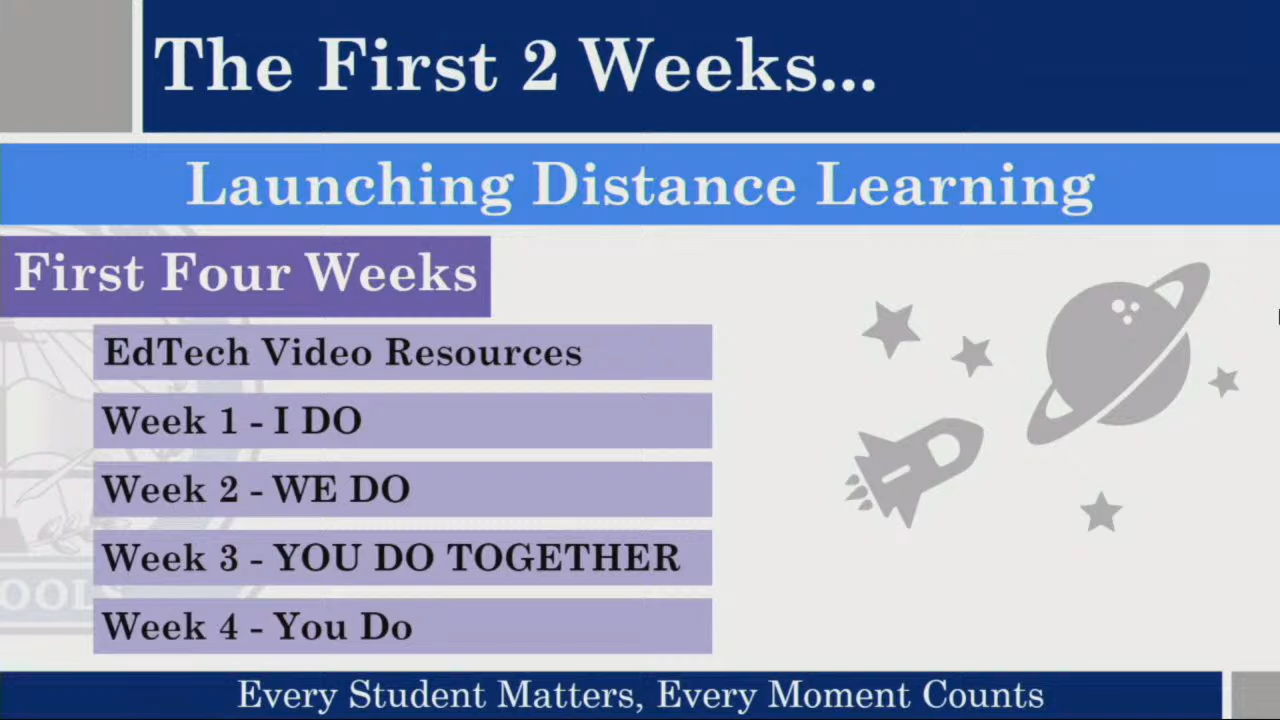 The First 2 Weeks...
Launching Distance Learning
First Four Weeks
EdTech Video Resources
Week 1 - I DO
Week 2 - WE DO
Week 3 - YOU DO TOGETHER
Week 4 - You Do
Every Student Matters, Every Moment Counts